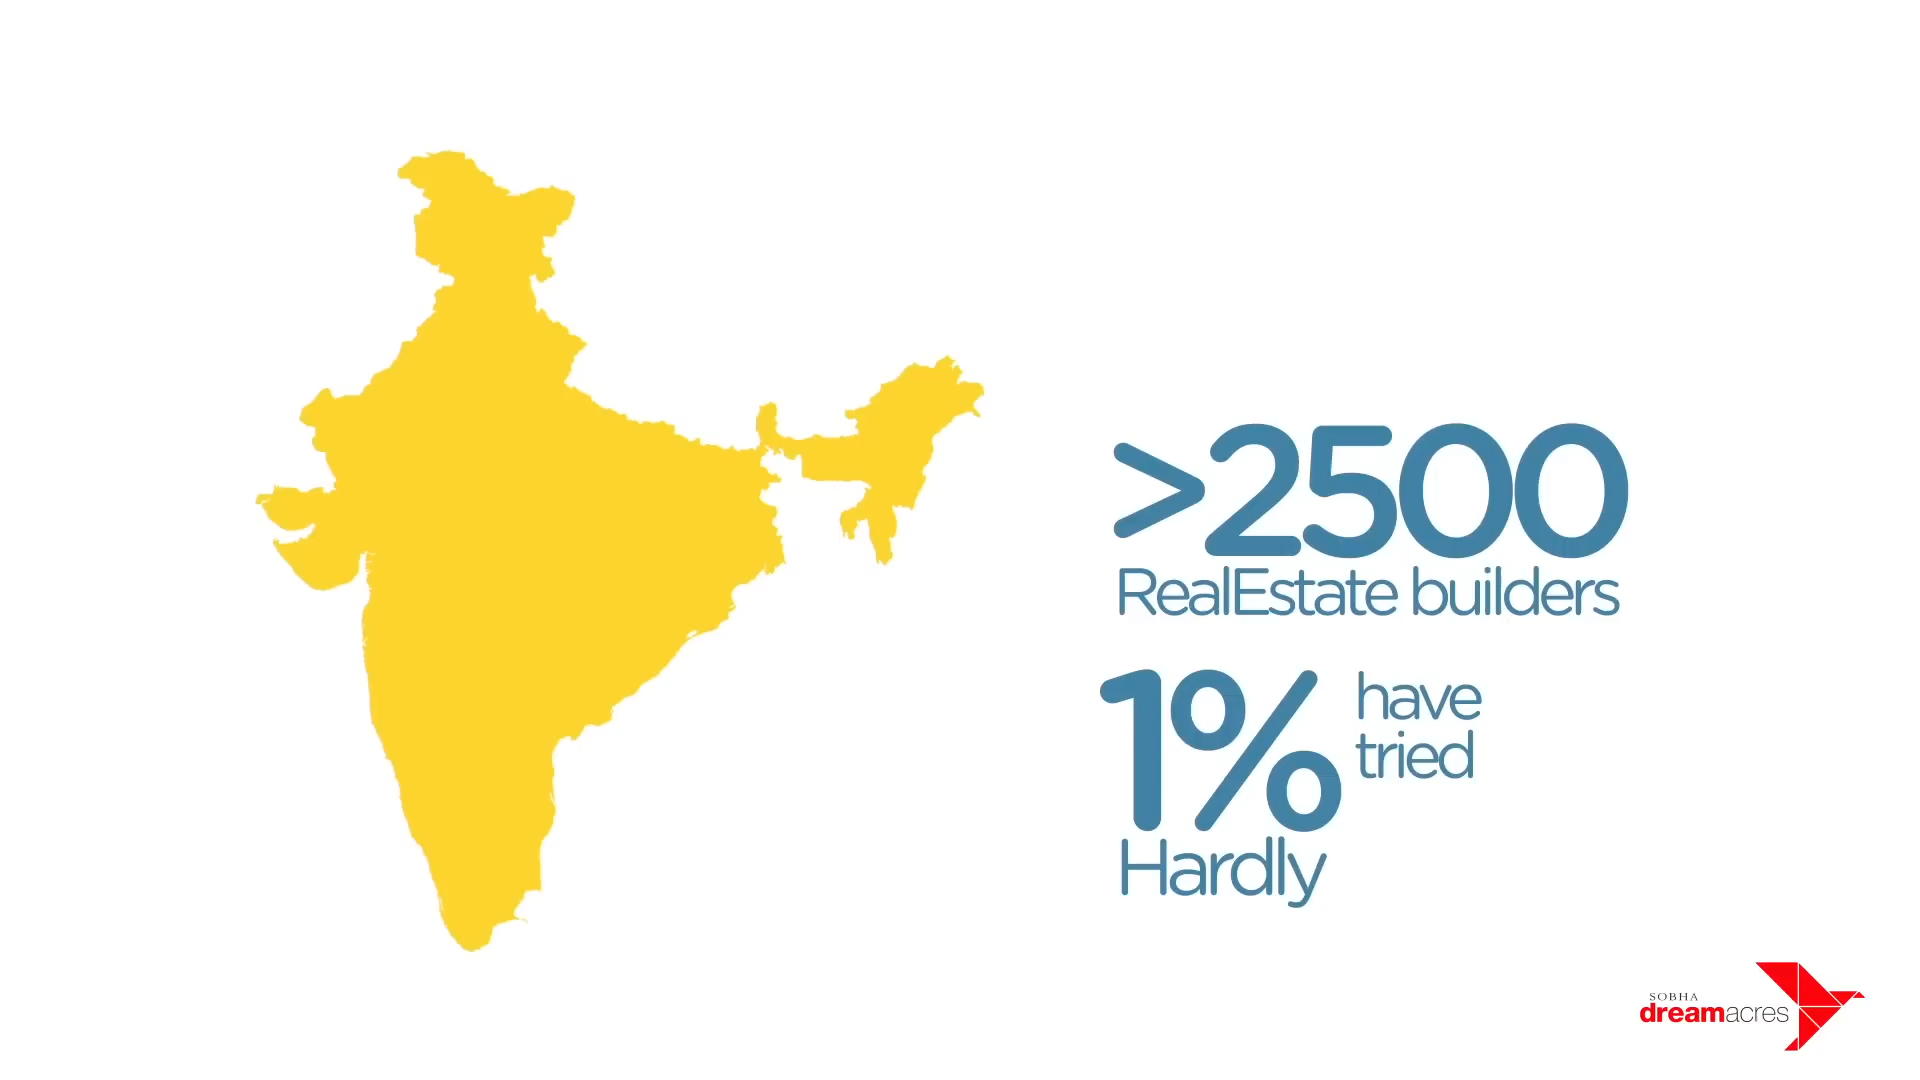 >2500
RealEstate builders
1% have
tried
Hardly
SOBHA
dreamacres